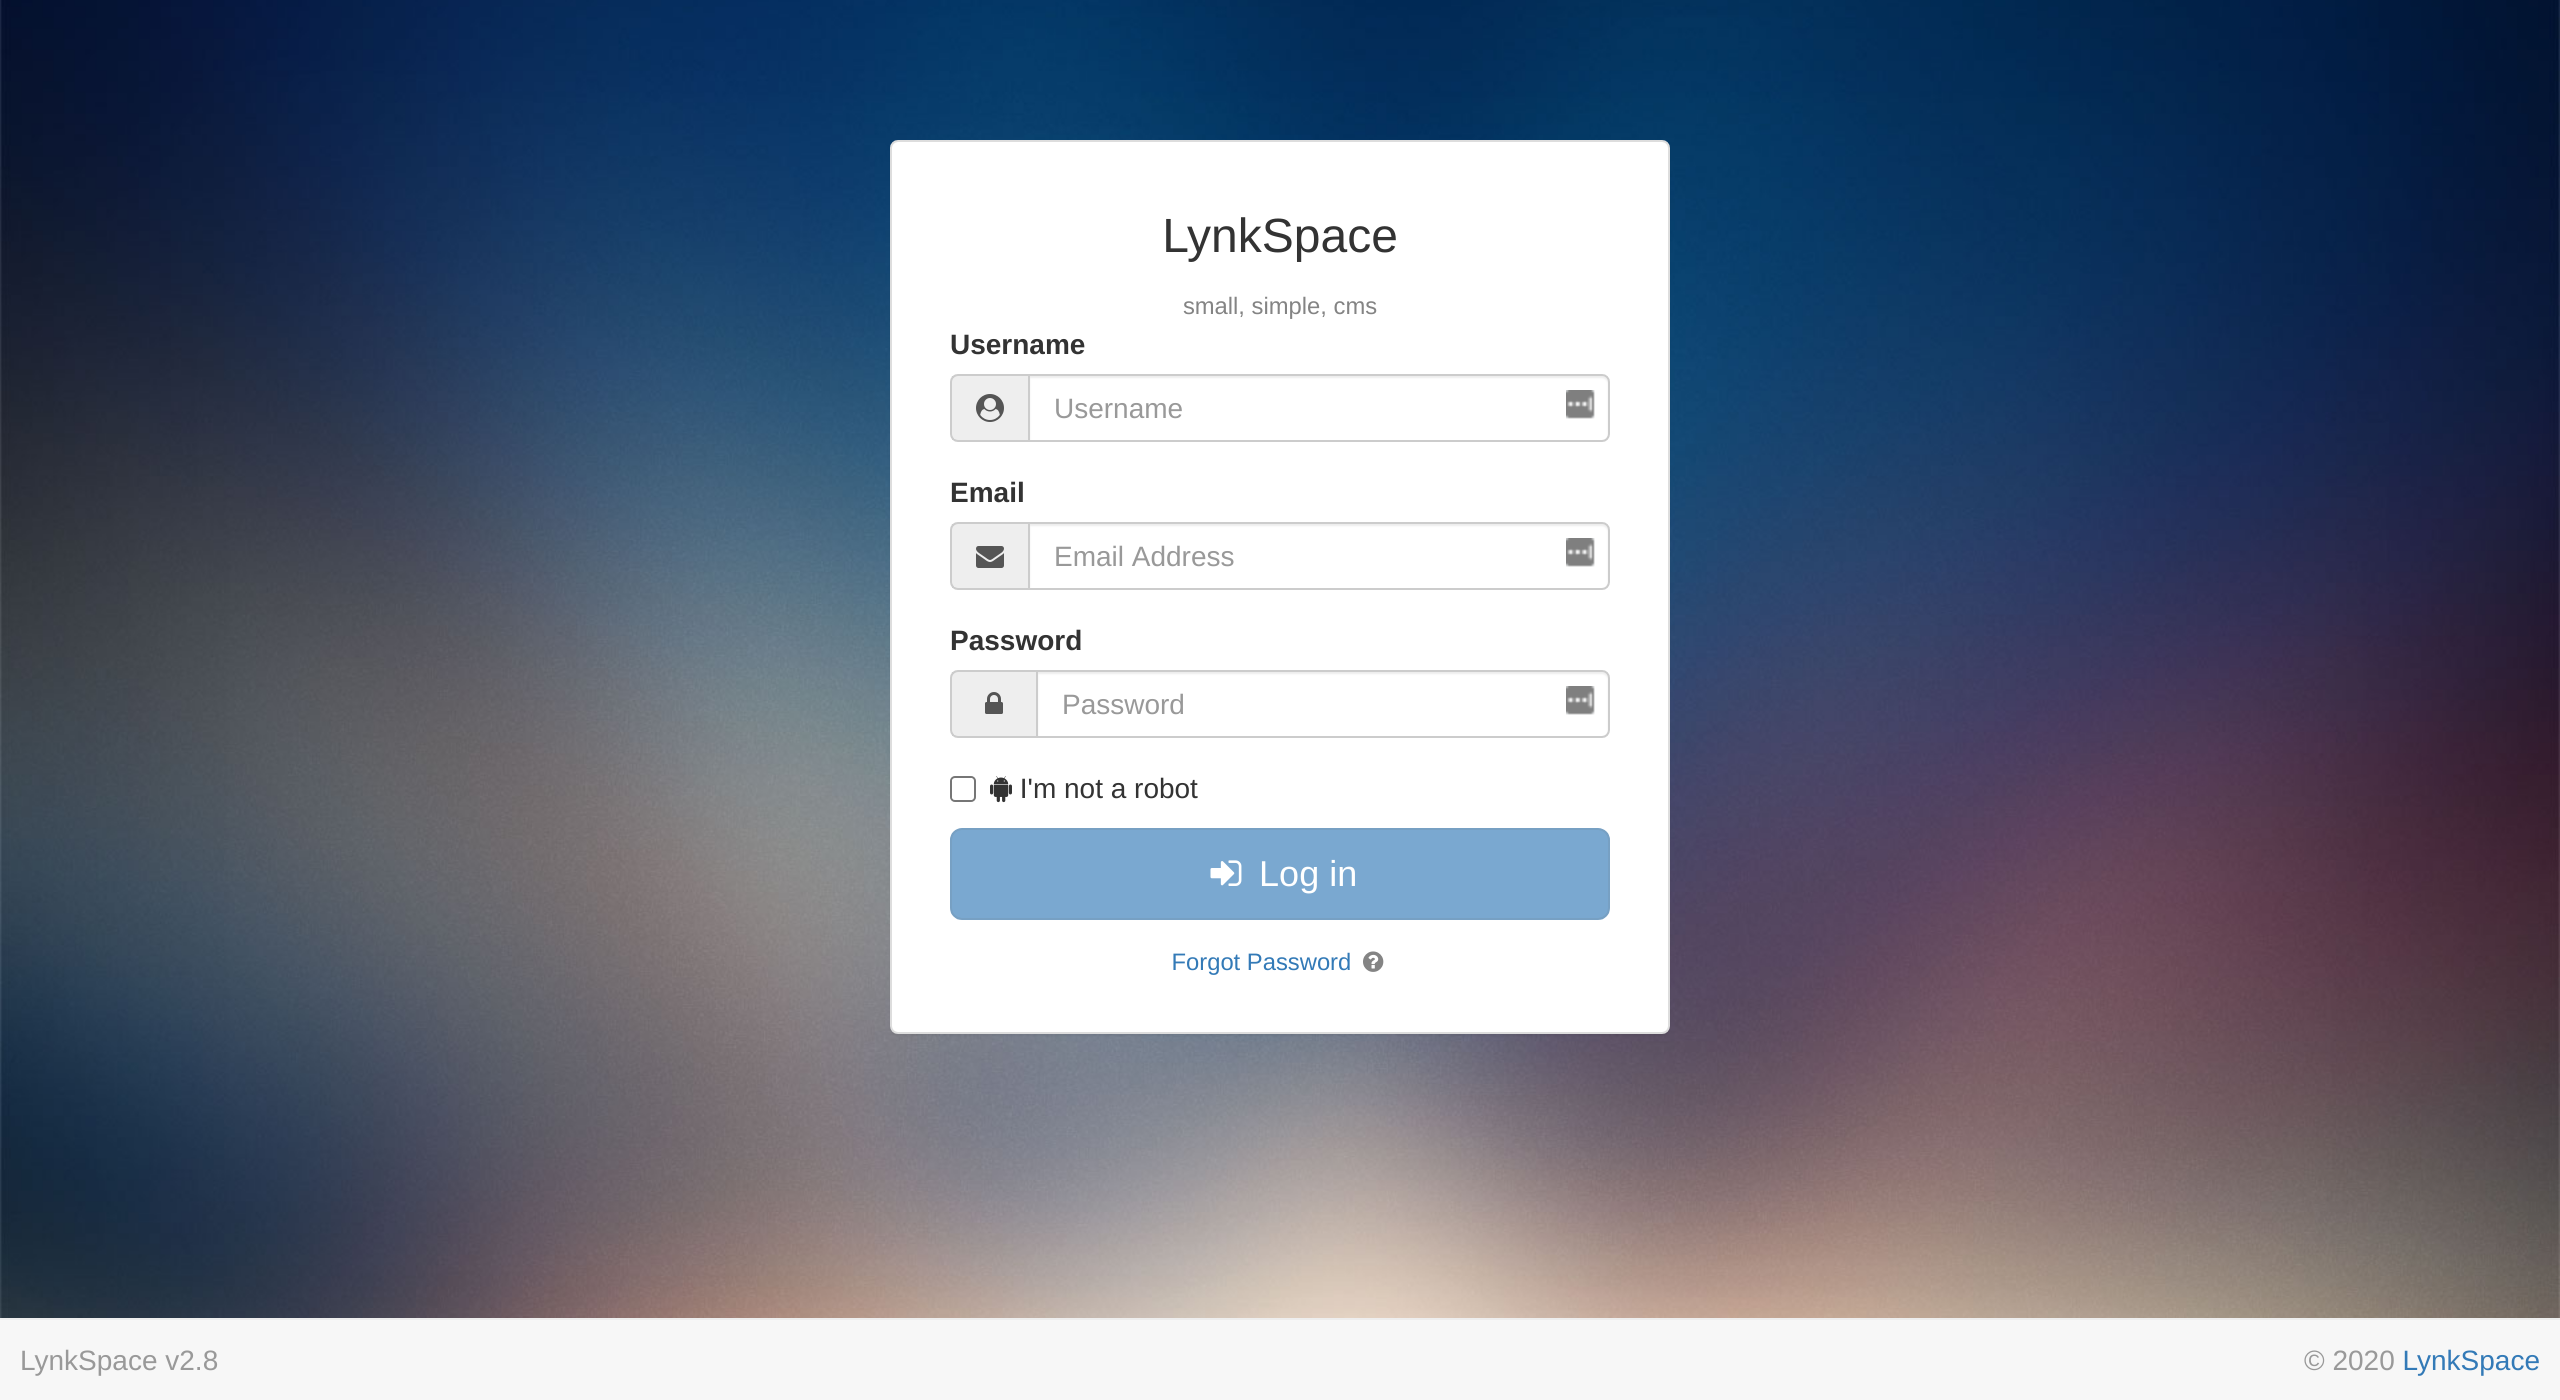 LynkSpace
small, simple, cms
Username
Username
Email
Email Address
Password
Password
I'm not a robot
Log in
Forgot Password
LynkSpace v2.8
© 2020 LynkSpace